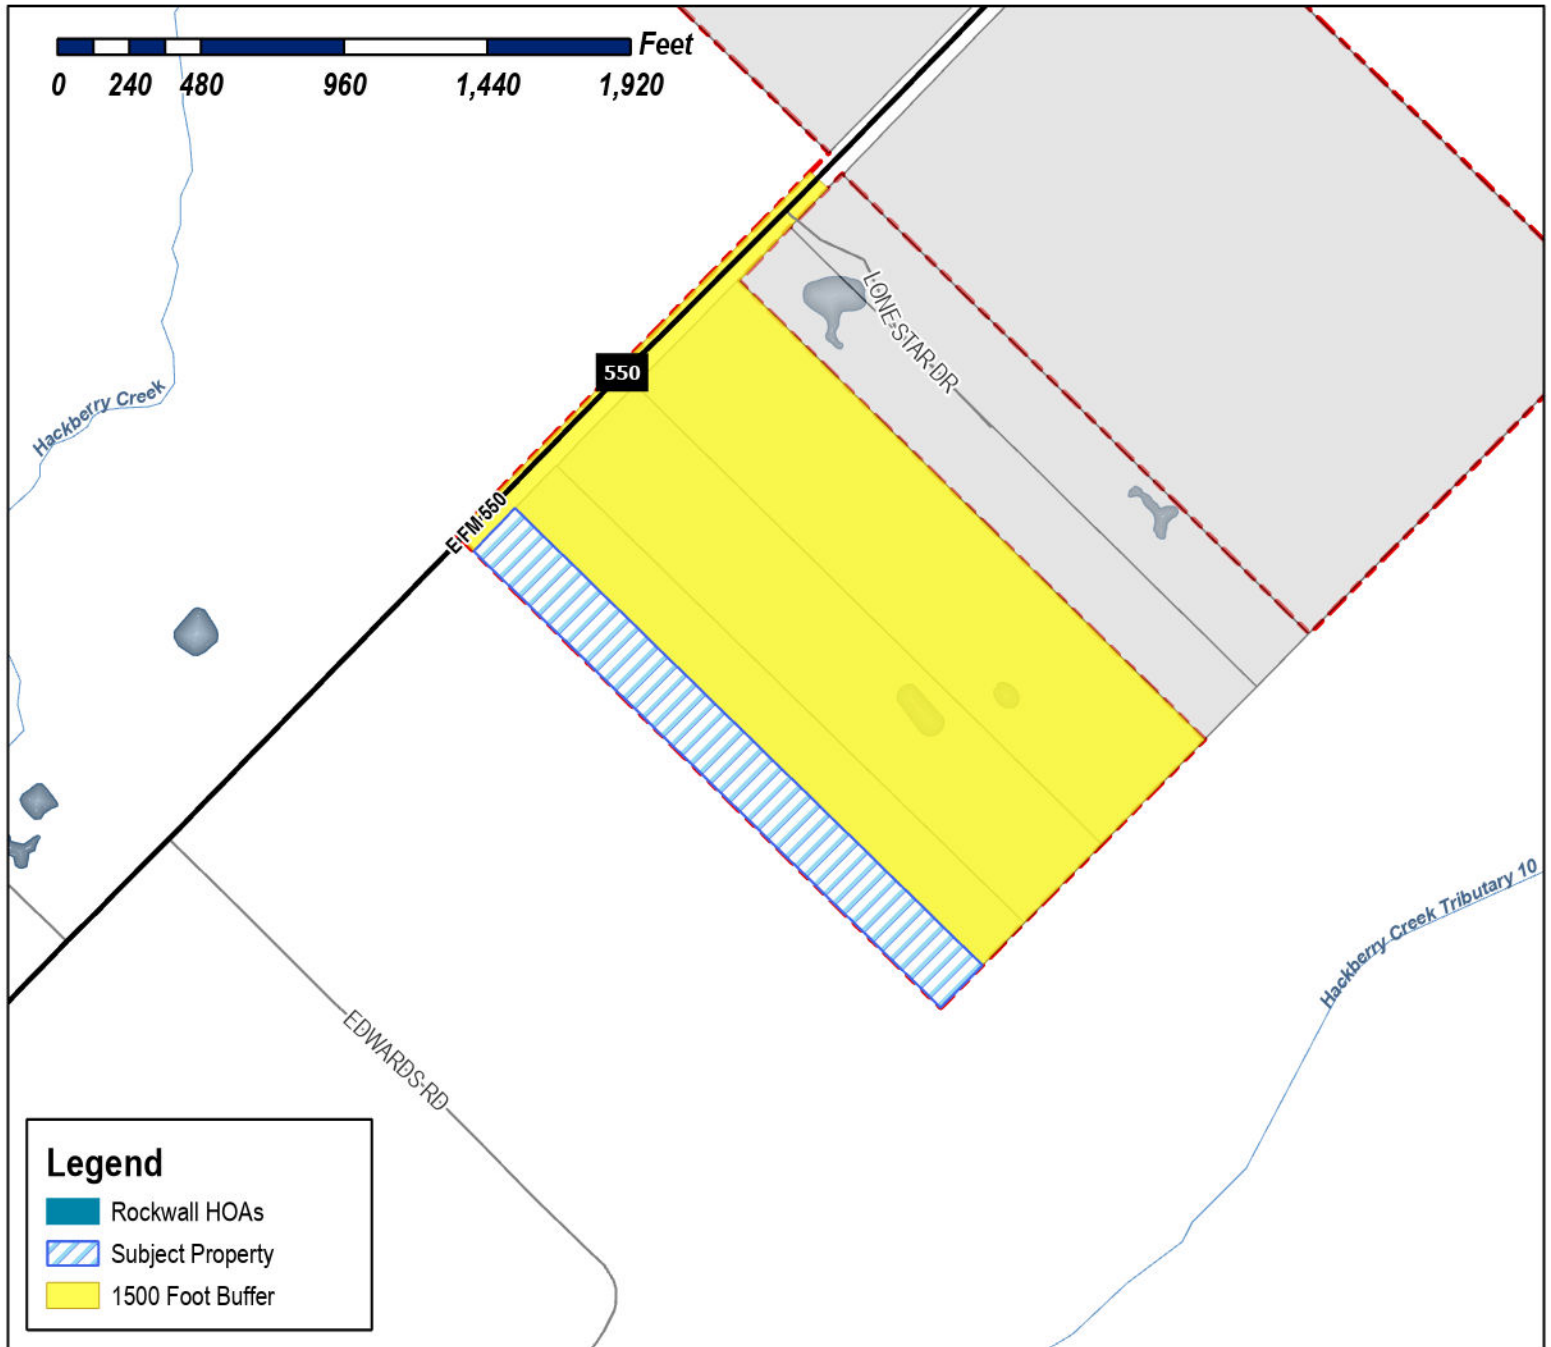 Feet
0 240 480 960 1,440 1,920
LONE STAR DR
Hackberry Creek
550
E FM 550
Hackberry Creek Tributary 10
EDWARDS RD
Legend
Rockwall HOAs
Subject Property
1500 Foot Buffer